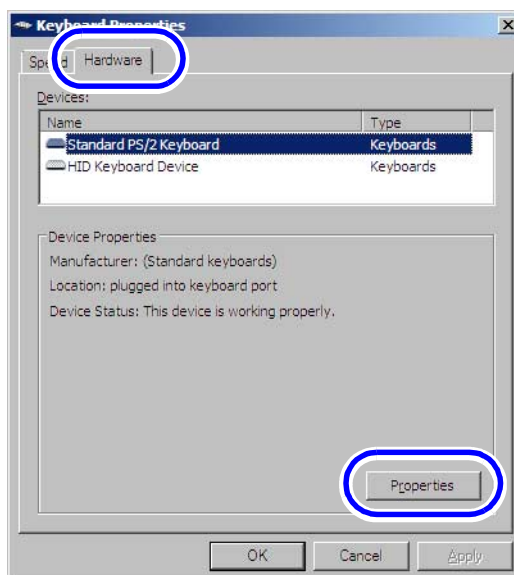 Keyboard Properties
Speed Hardware
Devices:
Name Type
Standard PS/2 Keyboard Keyboards
HID Keyboard Device Keyboards
Device Properties
Manufacturer: (Standard keyboards)
Location: plugged into keyboard port
Device Status: This device is working properly.
Properties
OK Cancel Apply